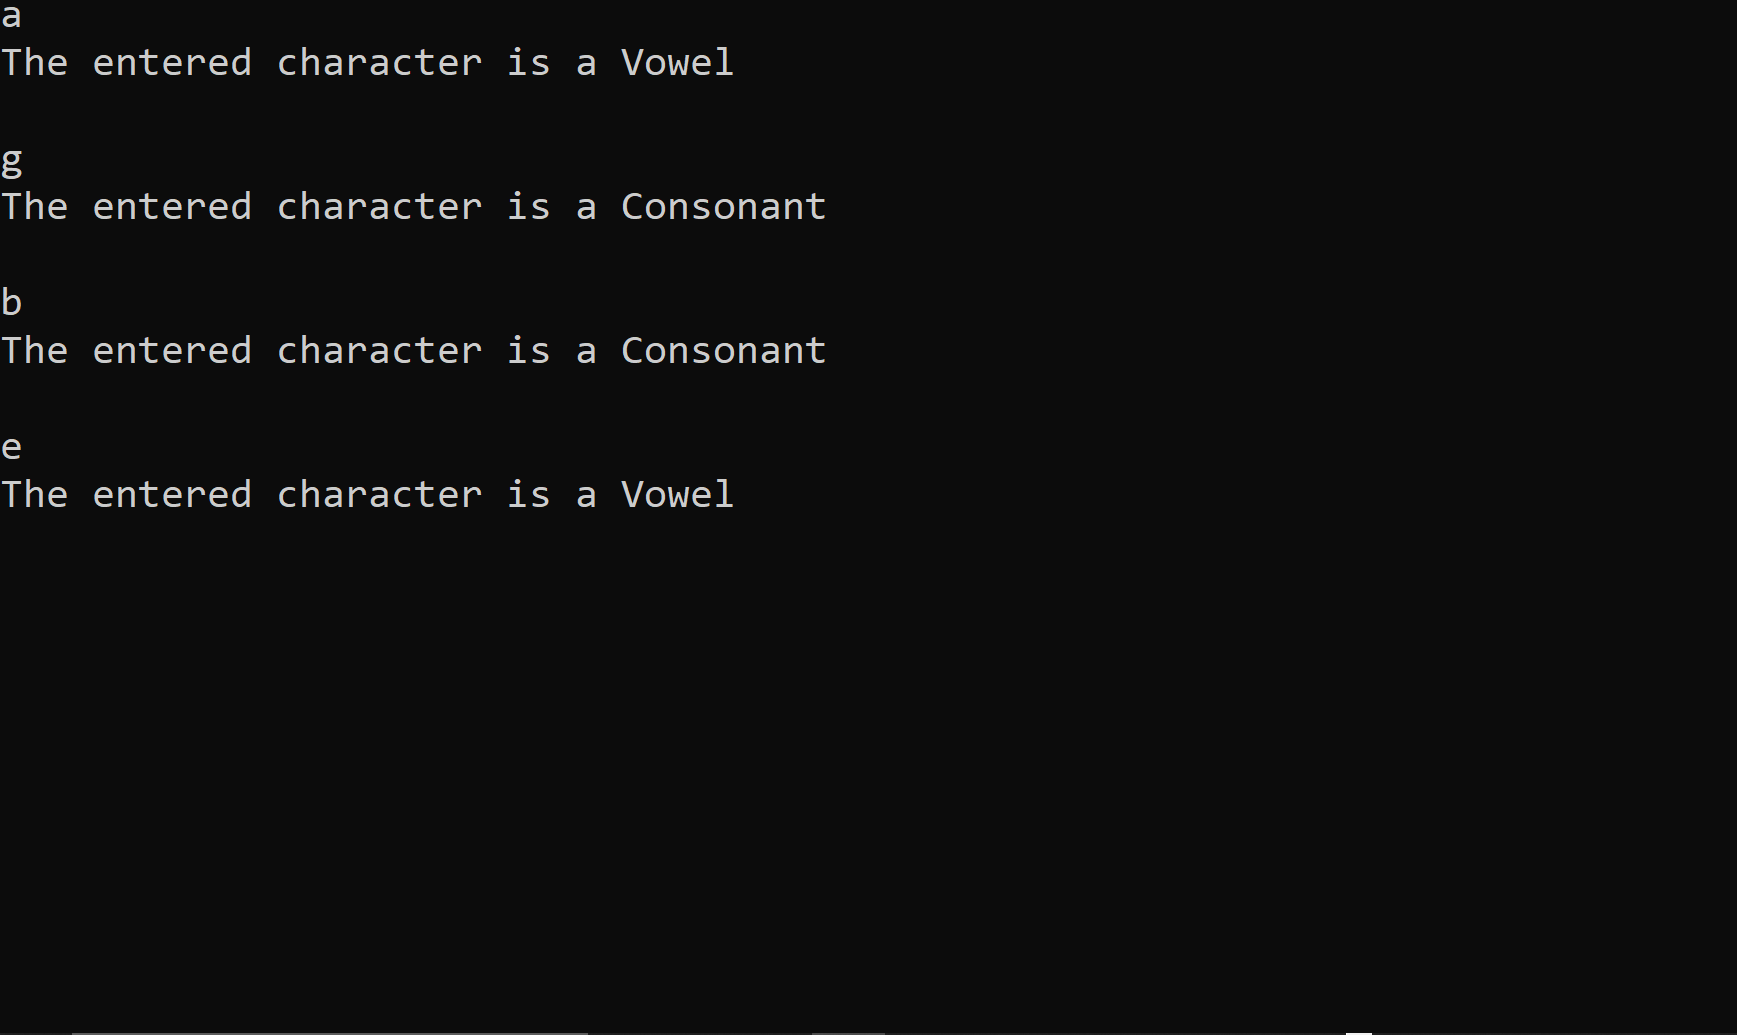 a
The entered character is a Vowel
g
The entered character is a Consonant
b
The entered character is a Consonant
e
The entered character is a Vowel